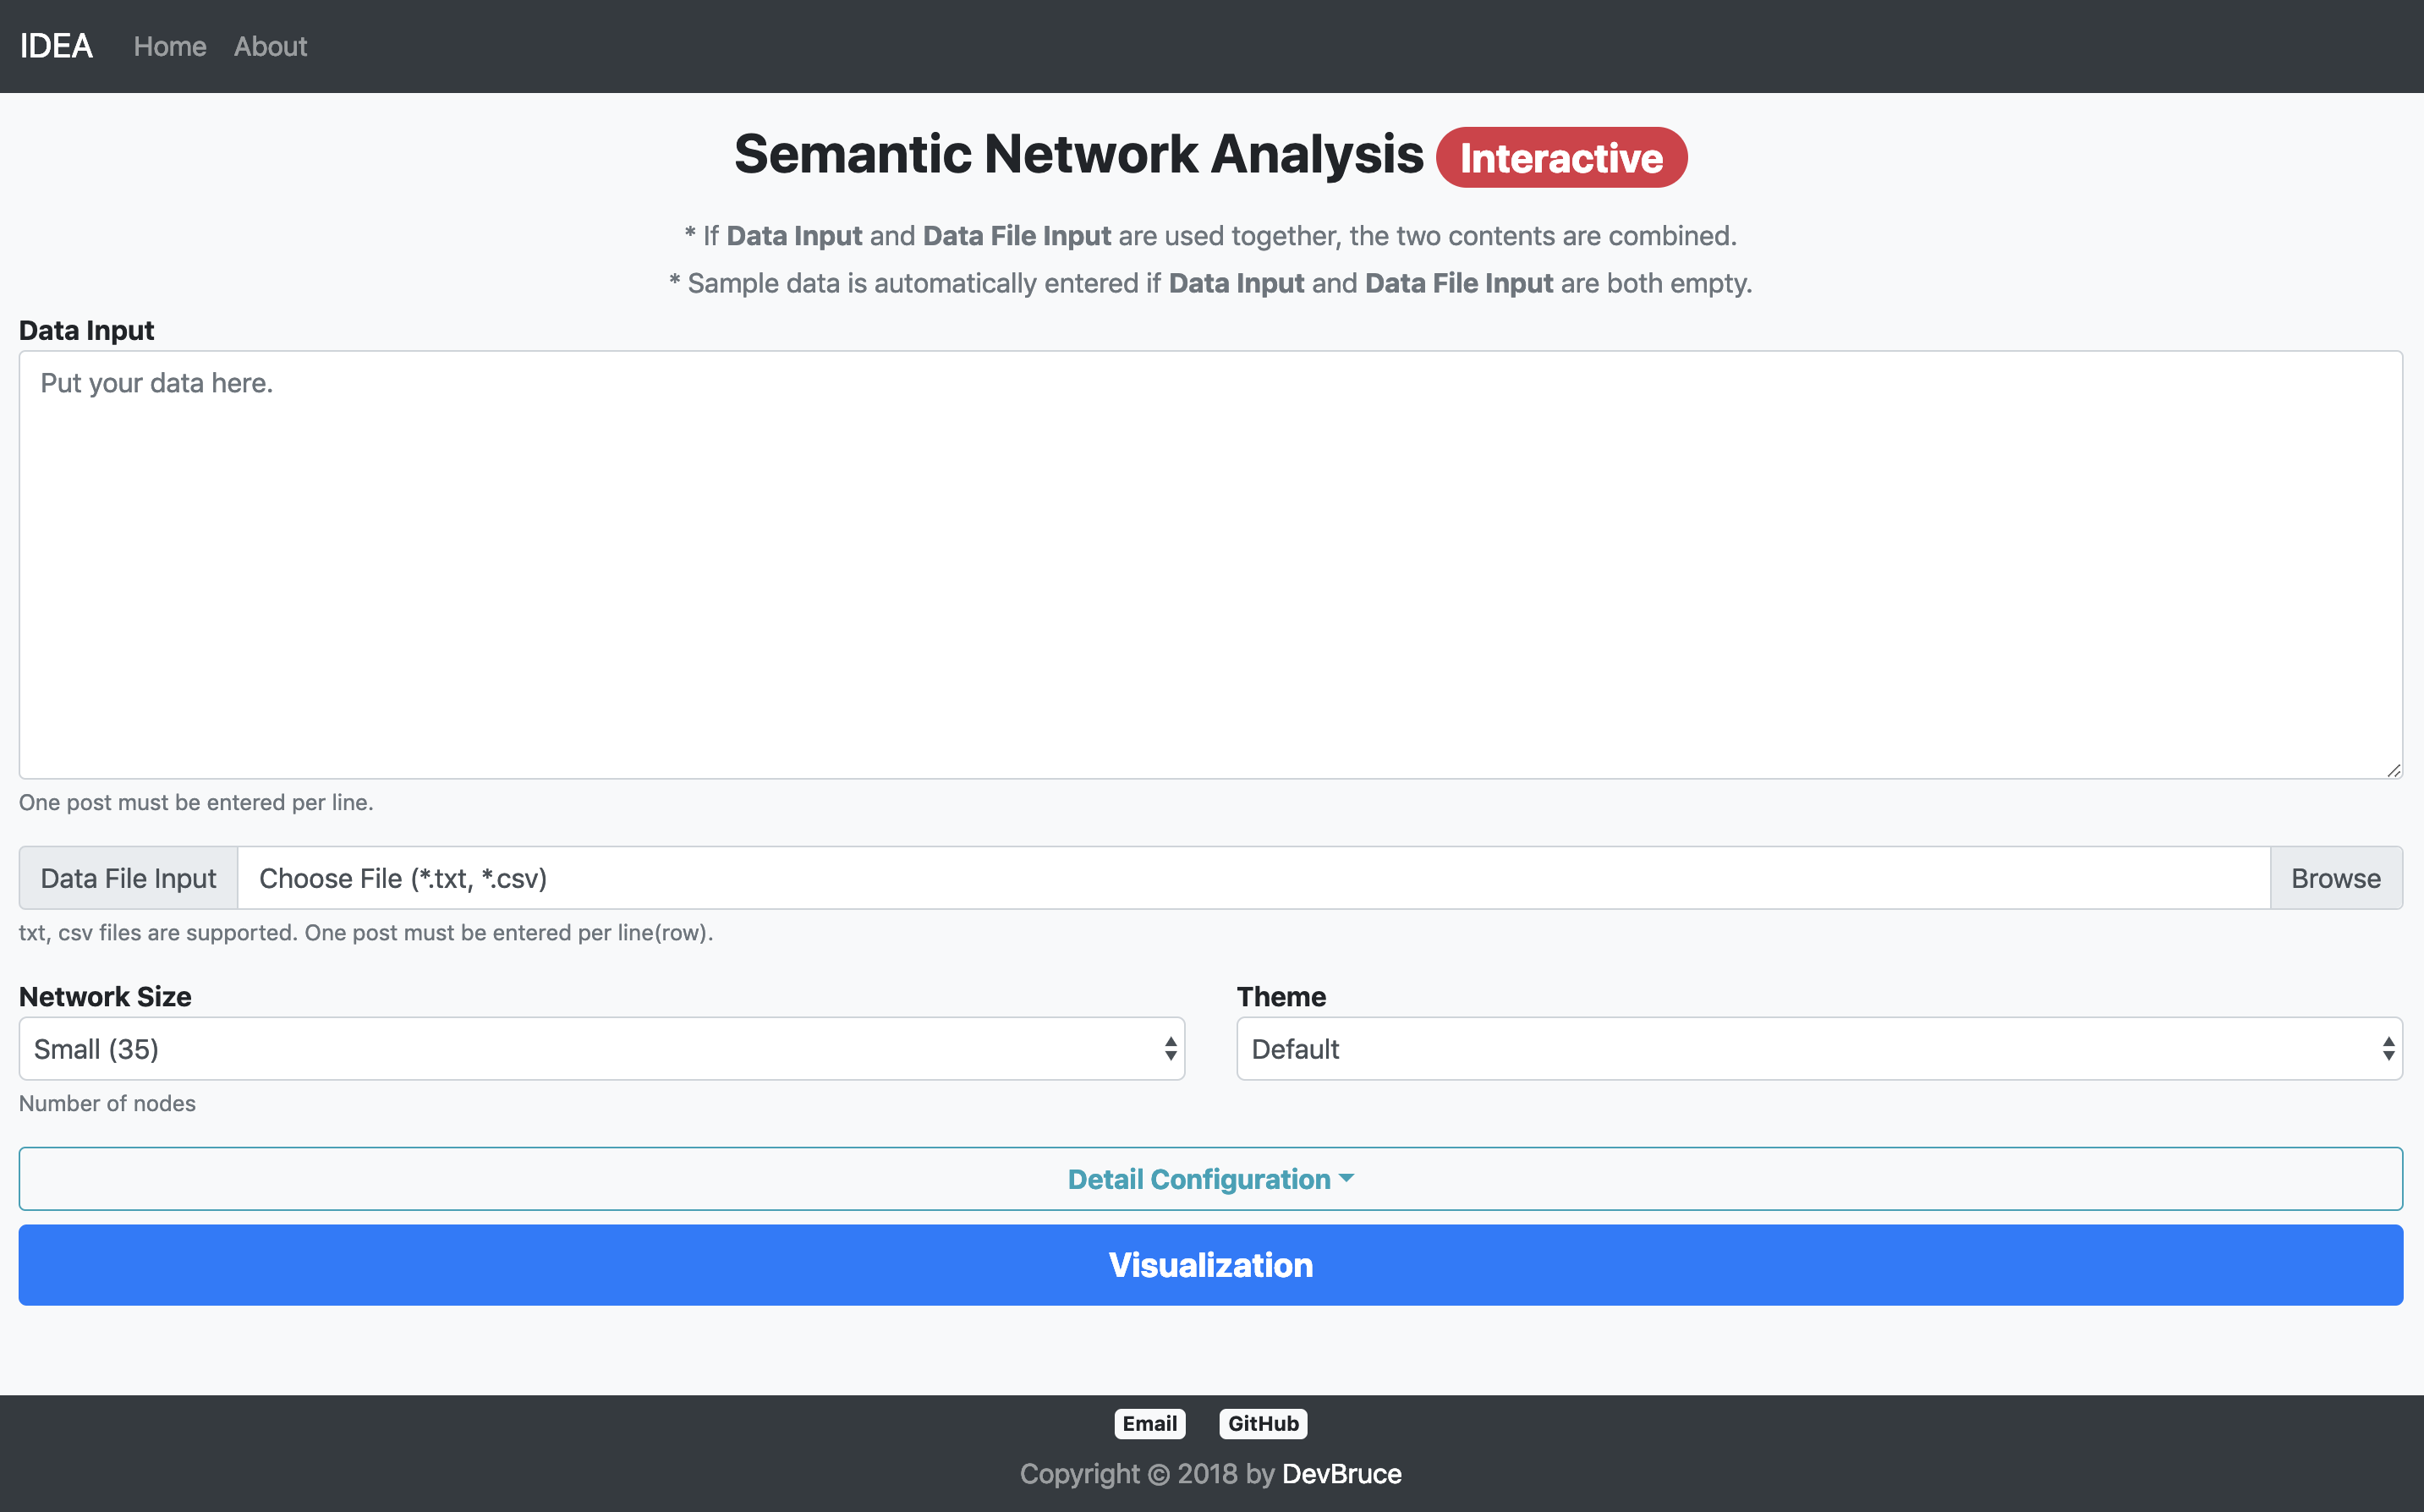 IDEA Home About
Semantic Network Analysis Interactive
* If Data Input and Data File Input are used together, the two contents are combined.
* Sample data is automatically entered if Data Input and Data File Input are both empty.
Data Input
Put your data here.
One post must be entered per line.
Data File Input Choose File (*.txt, *.csv) Browse
txt, csv files are supported. One post must be entered per line(row).
Network Size Theme
Small (35) Default
Number of nodes
Detail Configuration
Visualization
Email GitHub
Copyright © 2018 by DevBruce